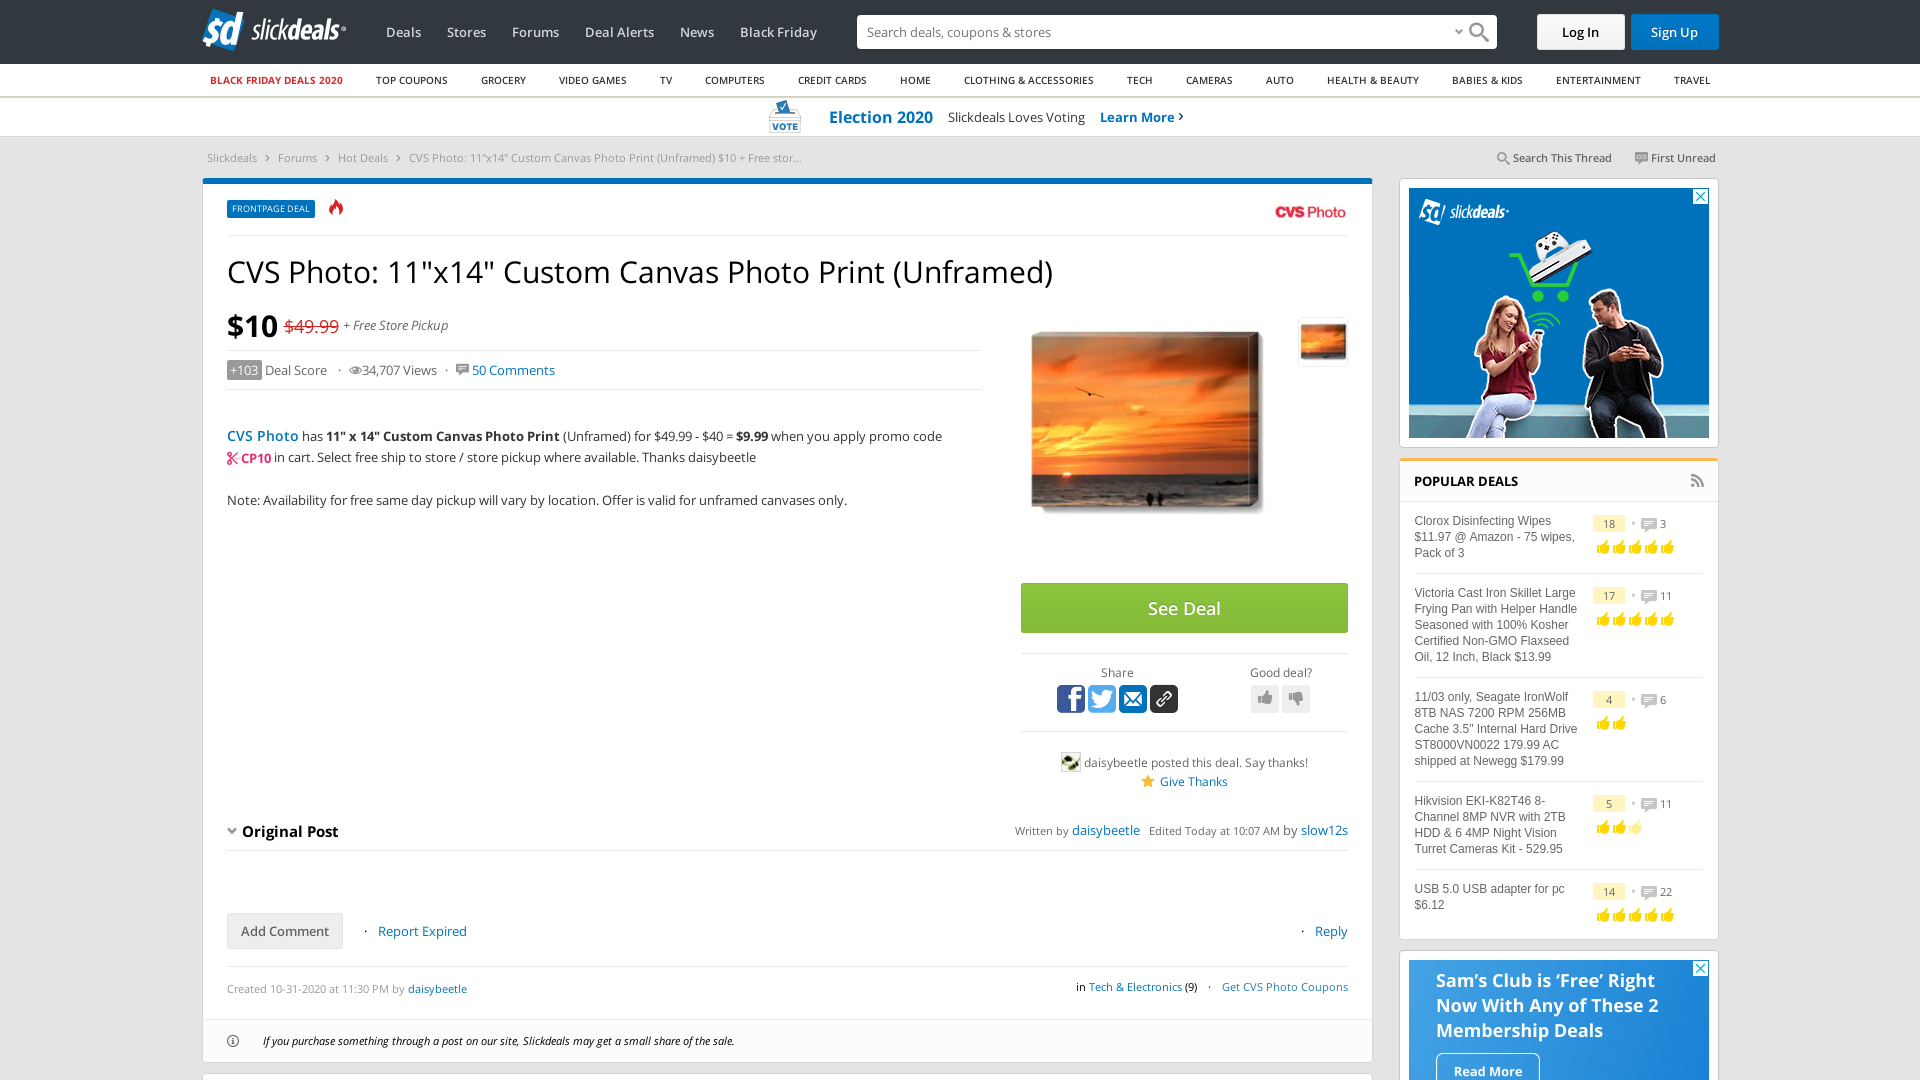 slickdeals
Deals Stores Forums Deal Alerts News Black Friday
Search deals, coupons & stores
Log In
Sign Up
BLACK FRIDAY DEALS 2020 TOP COUPONS GROCERY VIDEO GAMES TV COMPUTERS CREDIT CARDS HOME CLOTHING & ACCESSORIES TECH CAMERAS AUTO HEALTH & BEAUTY BABIES & KIDS ENTERTAINMENT TRAVEL
VOTE
Election 2020 Slickdeals Loves Voting Learn More
Slickdeals Forums Hot Deals CVS Photo: 11"x14" Custom Canvas Photo Print (Unframed) $10 + Free stor...
Search This Thread First Unread
FRONTPAGE DEAL
CVS Photo
CVS Photo: 11"x14" Custom Canvas Photo Print (Unframed)
$10 $49.99 + Free Store Pickup
+103 Deal Score · 34,707 Views · 50 Comments
CVS Photo has 11" x 14" Custom Canvas Photo Print (Unframed) for $49.99 - $40 = $9.99 when you apply promo code
CP10 in cart. Select free ship to store / store pickup where available. Thanks daisybeetle
Note: Availability for free same day pickup will vary by location. Offer is valid for unframed canvases only.
See Deal
Share
Good deal?
daisybeetle posted this deal. Say thanks!
Give Thanks
Original Post
Written by daisybeetle Edited Today at 10:07 AM by slow12s
Add Comment · Report Expired
· Reply
Created 10-31-2020 at 11:30 PM by daisybeetle
in Tech & Electronics (9) · Get CVS Photo Coupons
If you purchase something through a post on our site, Slickdeals may get a small share of the sale.
slickdeals
POPULAR DEALS
Clorox Disinfecting Wipes
$11.97 @ Amazon - 75 wipes,
Pack of 3
18 • 3
Victoria Cast Iron Skillet Large
Frying Pan with Helper Handle
Seasoned with 100% Kosher
Certified Non-GMO Flaxseed
Oil, 12 Inch, Black $13.99
17 • 11
11/03 only, Seagate IronWolf
8TB NAS 7200 RPM 256MB
Cache 3.5" Internal Hard Drive
ST8000VN0022 179.99 AC
shipped at Newegg $179.99
4 • 6
Hikvision EKI-K82T46 8-
Channel 8MP NVR with 2TB
HDD & 6 4MP Night Vision
Turret Cameras Kit - 529.95
5 • 11
USB 5.0 USB adapter for pc
$6.12
14 • 22
Sam's Club is 'Free' Right
Now With Any of These 2
Membership Deals
Read More